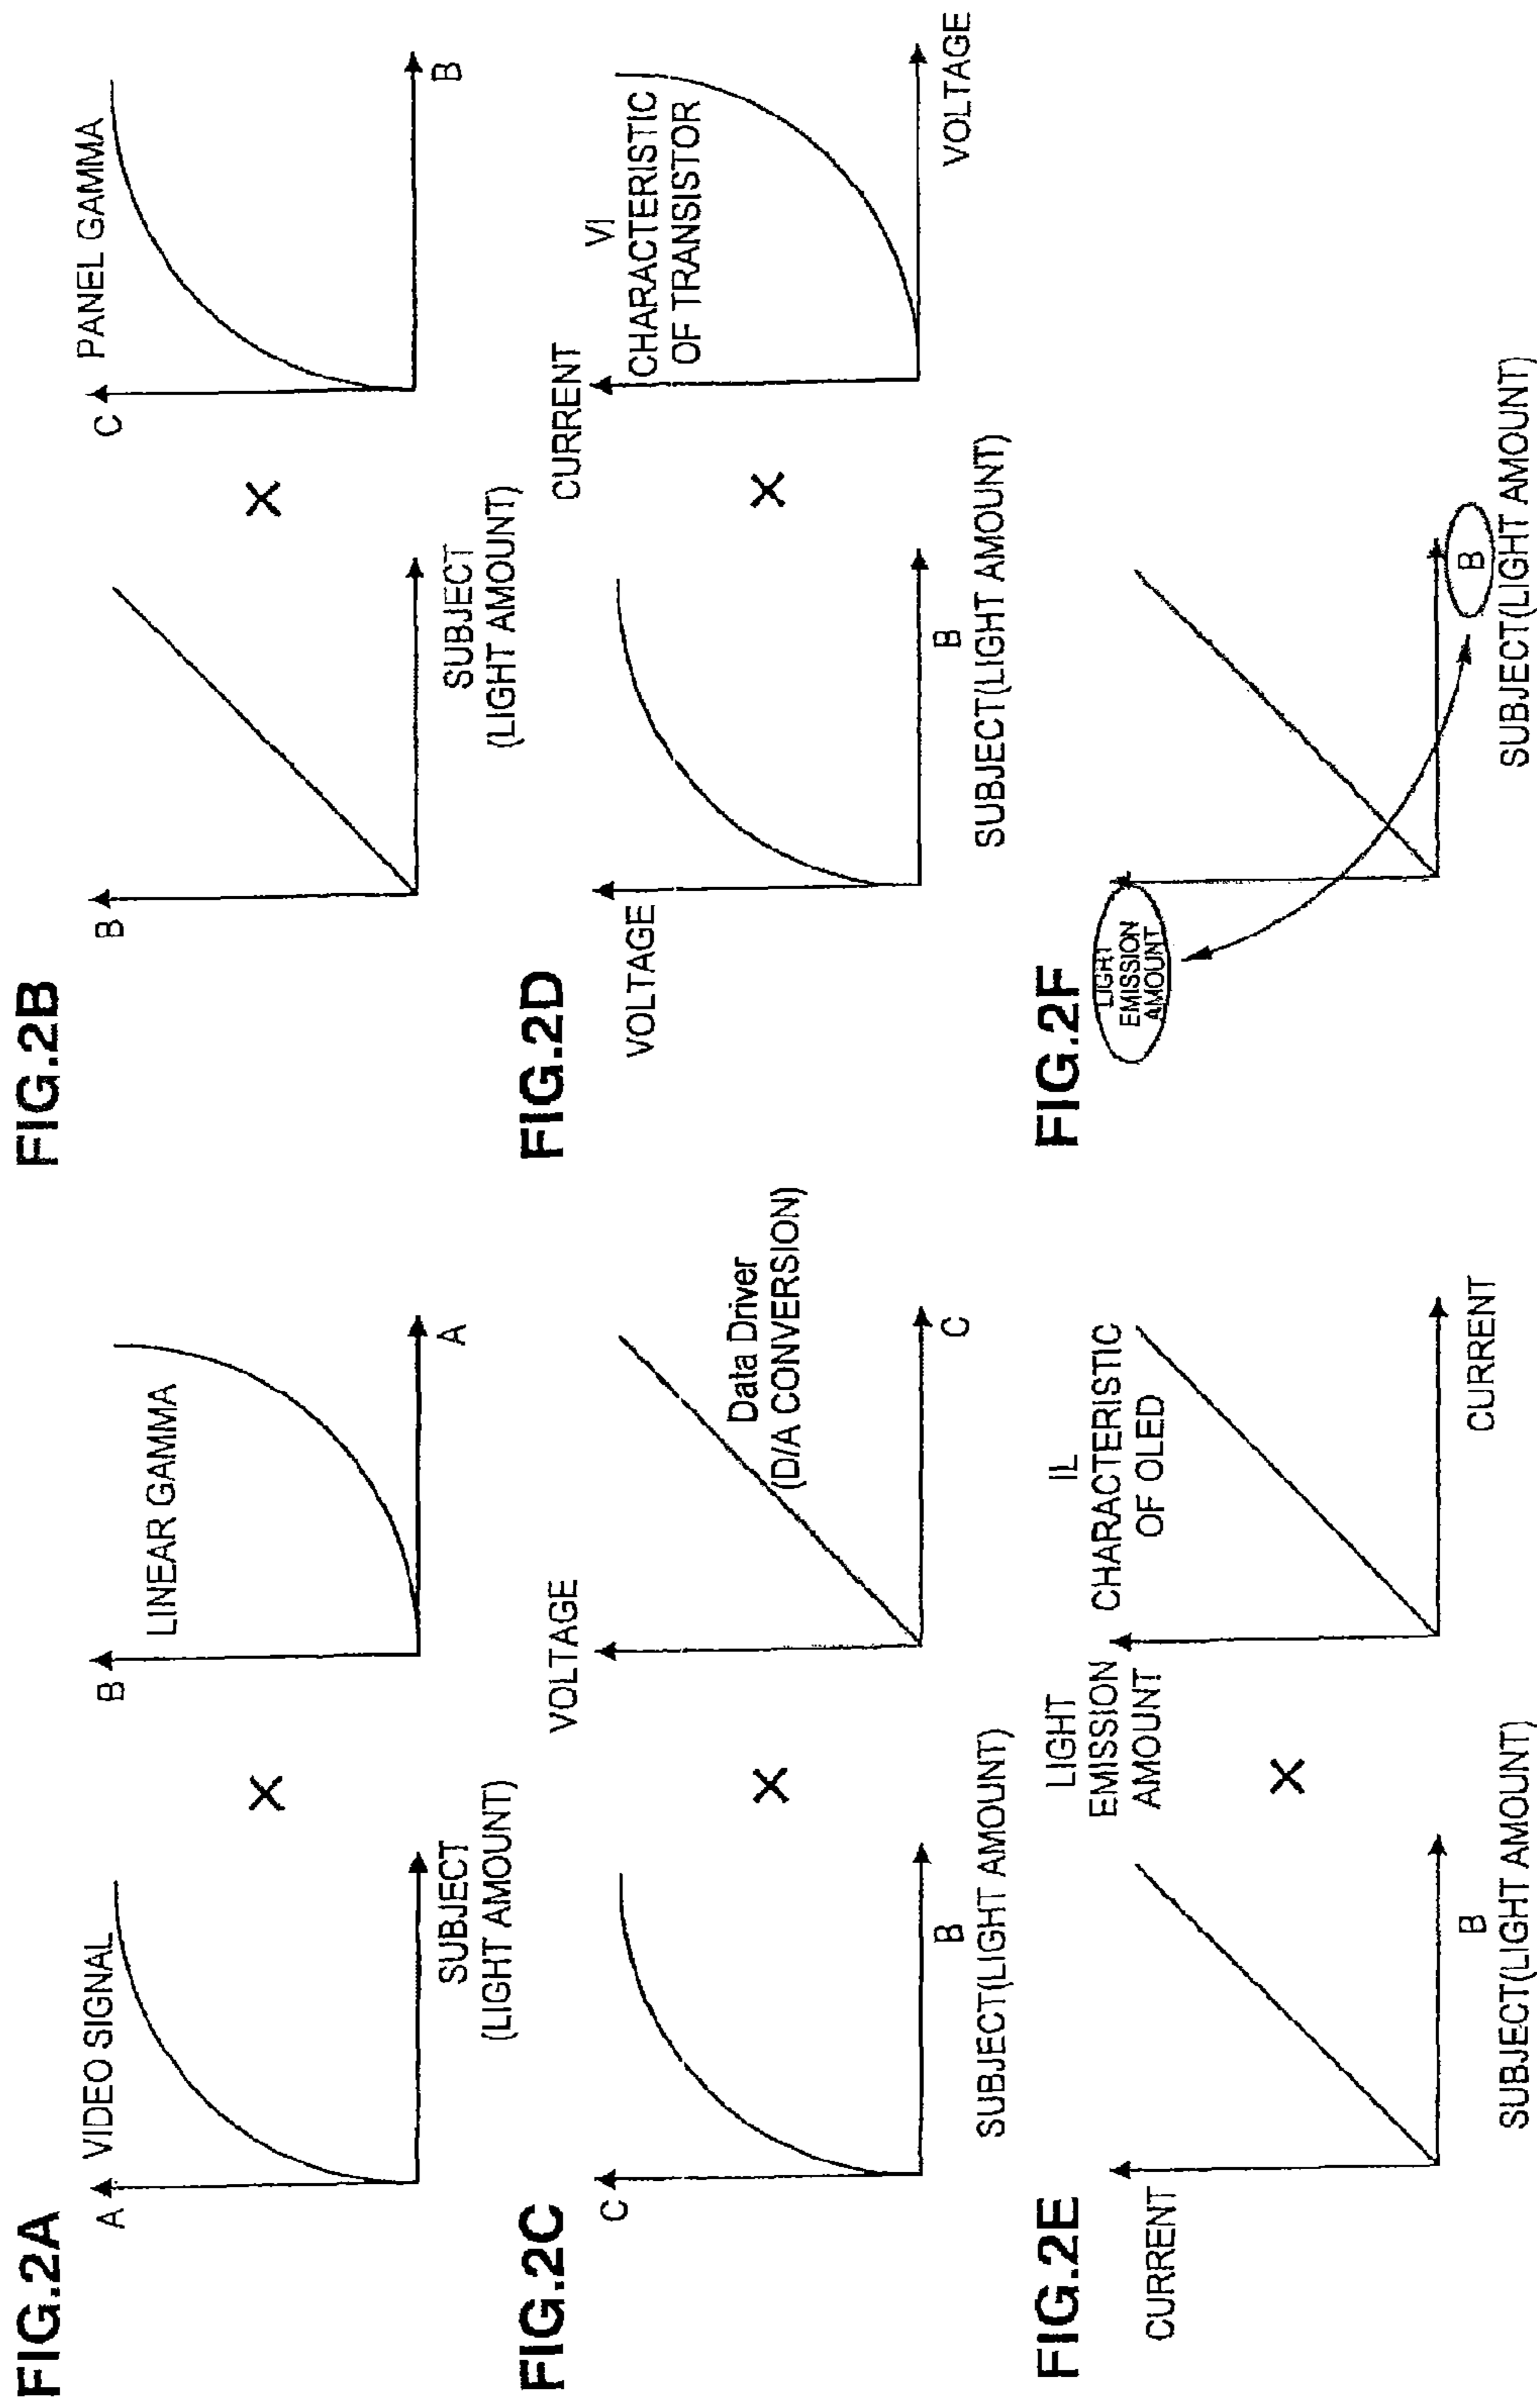 FIG.2A
A
VIDEO SIGNAL
SUBJECT
(LIGHT AMOUNT)
×
B
LINEAR GAMMA
A
FIG.2B
B
SUBJECT
(LIGHT AMOUNT)
×
C
PANEL GAMMA
B
FIG.2C
C
B
SUBJECT(LIGHT AMOUNT)
×
VOLTAGE
Data Driver
(D/A CONVERSION)
C
FIG.2D
VOLTAGE
B
SUBJECT(LIGHT AMOUNT)
×
CURRENT
VI
CHARACTERISTIC
OF TRANSISTOR
VOLTAGE
FIG.2E
CURRENT
B
SUBJECT(LIGHT AMOUNT)
×
LIGHT
EMISSION
AMOUNT
IL
CHARACTERISTIC
OF OLED
CURRENT
FIG.2F
LIGHT
EMISSION
AMOUNT
B
SUBJECT(LIGHT AMOUNT)